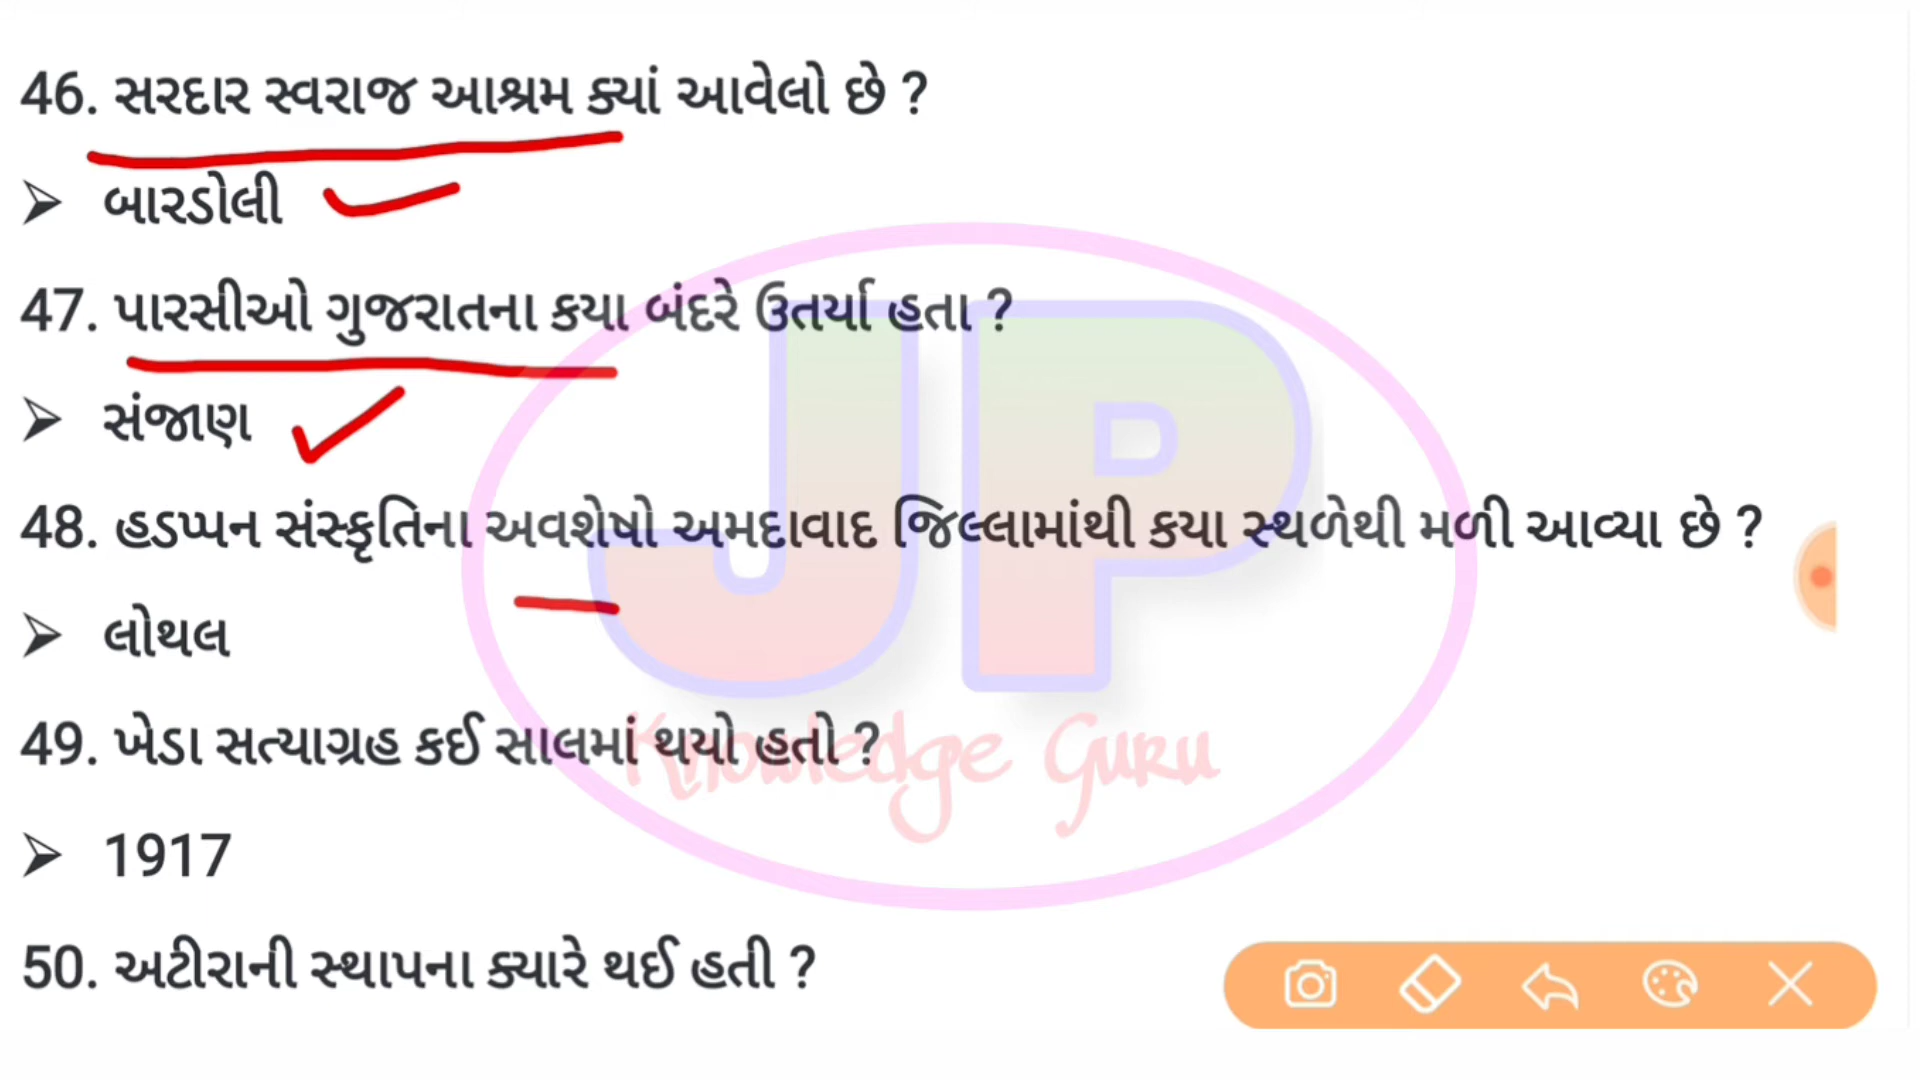 46. સરદાર સ્વરાજ આશ્રમ ક્યાં આવેલો છે ?
➢ બારડોલી
47. પારસીઓ ગુજરાતના કયા બંદરે ઉતર્યા હતા ?
➢ સંજાણ
48. હડપ્પન સંસ્કૃતિના અવશેષો અમદાવાદ જિલ્લામાંથી કયા સ્થળેથી મળી આવ્યા છે ?
➢ લોથલ
49. ખેડા સત્યાગ્રહ કઈ સાલમાં થયો હતો ?
➢ 1917
50. અટીરાની સ્થાપના ક્યારે થઈ હતી ?
JP
Knowledge Guru